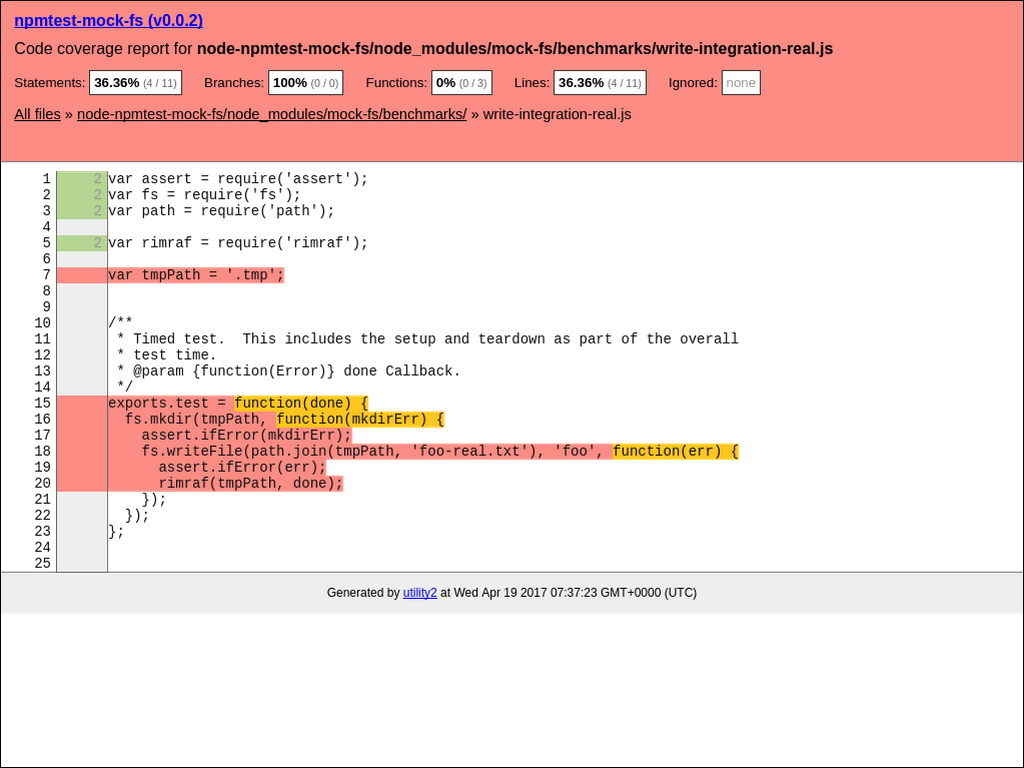 npmtest-mock-fs (v0.0.2)
Code coverage report for node-npmtest-mock-fs/node_modules/mock-fs/benchmarks/write-integration-real.js
Statements: 36.36% (4 / 11) Branches: 100% (0 / 0) Functions: 0% (0 / 3) Lines: 36.36% (4 / 11) Ignored: none
All files » node-npmtest-mock-fs/node_modules/mock-fs/benchmarks/ » write-integration-real.js
1 2 var assert = require('assert');
2 2 var fs = require('fs');
3 2 var path = require('path');
4
5 2 var rimraf = require('rimraf');
6
7 var tmpPath = '.tmp';
8
9
10 /**
11  * Timed test.  This includes the setup and teardown as part of the overall
12  * test time.
13  * @param {function(Error)} done Callback.
14  */
15 exports.test = function(done) {
16   fs.mkdir(tmpPath, function(mkdirErr) {
17     assert.ifError(mkdirErr);
18     fs.writeFile(path.join(tmpPath, 'foo-real.txt'), 'foo', function(err) {
19       assert.ifError(err);
20       rimraf(tmpPath, done);
21     });
22   });
23 };
24
25
Generated by utility2 at Wed Apr 19 2017 07:37:23 GMT+0000 (UTC)